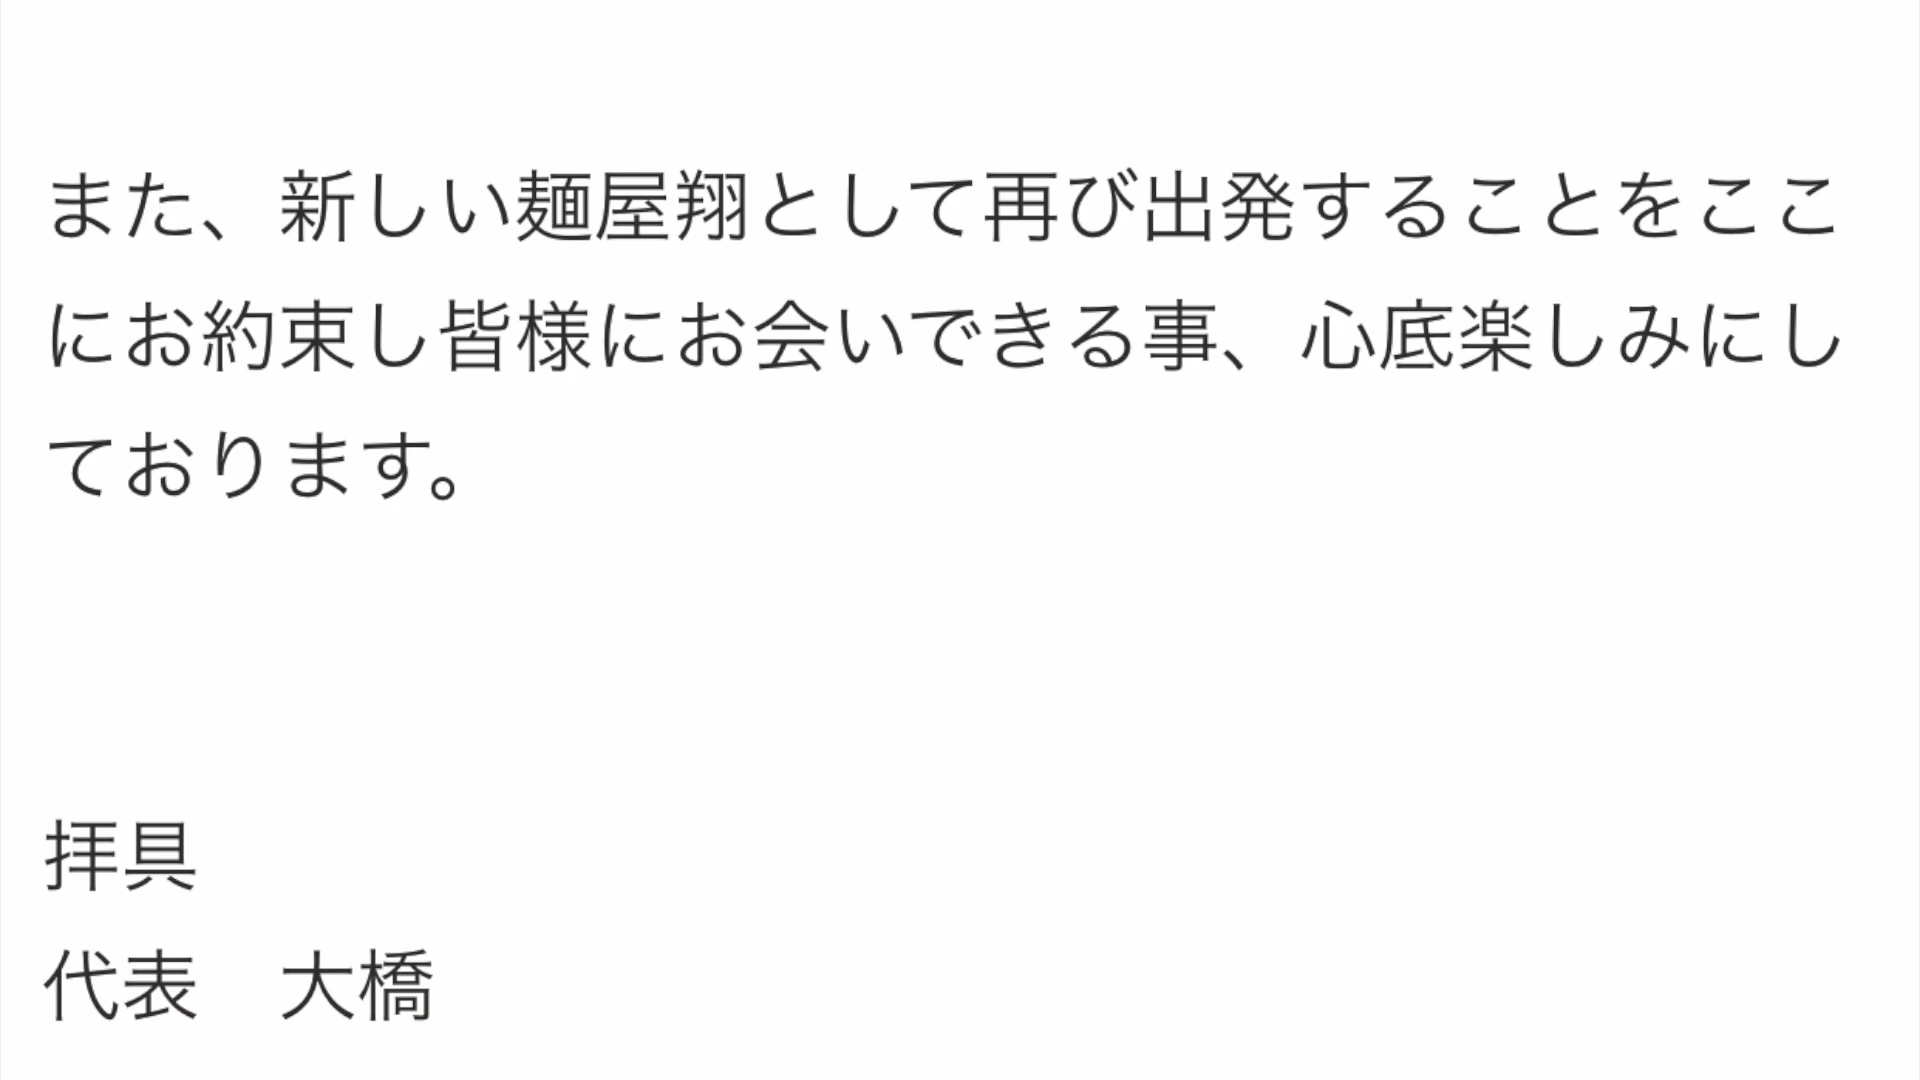 また、新しい麺屋翔として再び出発することをここ
にお約束し皆様にお会いできる事、心底楽しみにし
ております。
拝具
代表　大橋